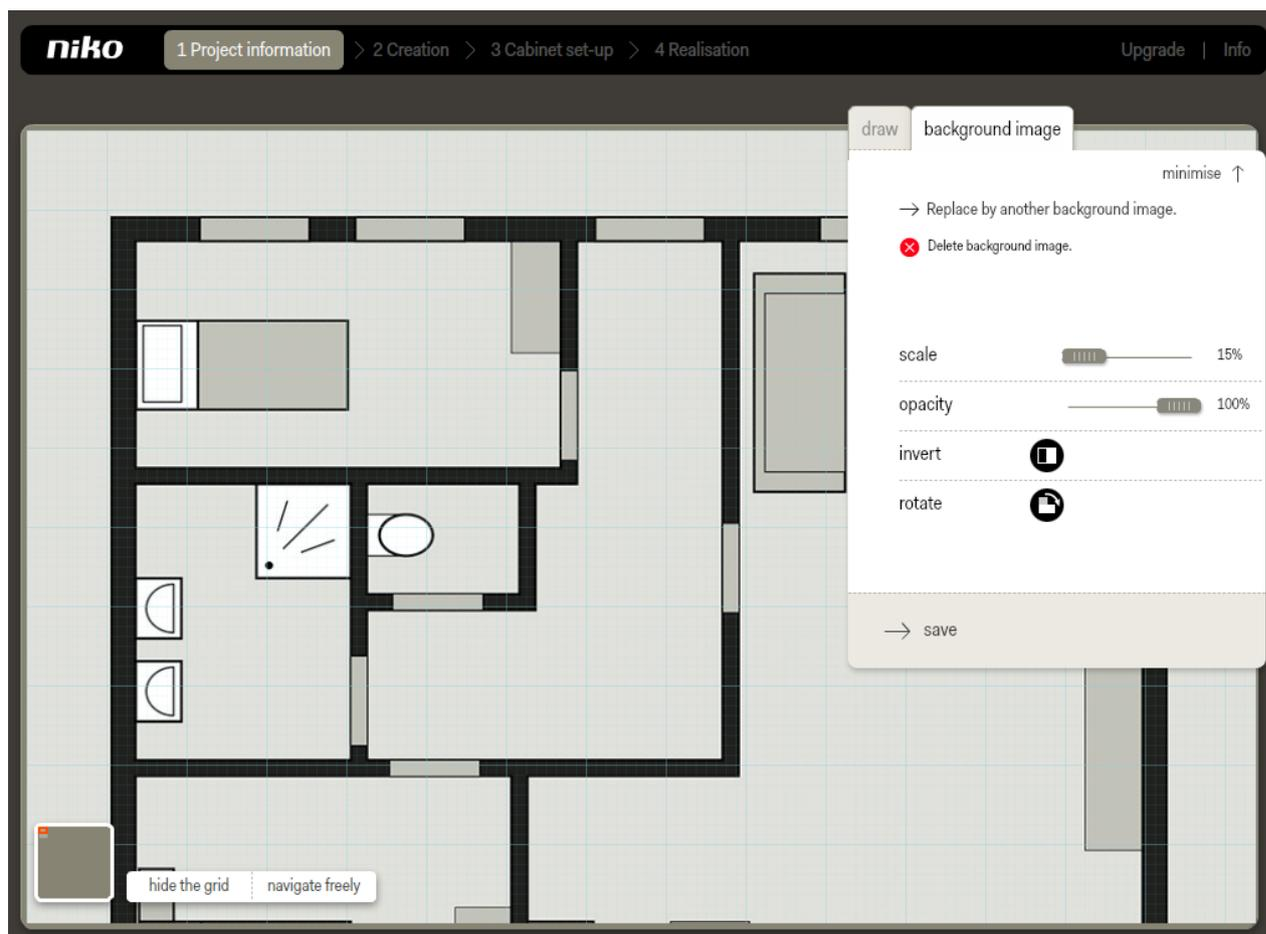 niko
1 Project information
2 Creation
3 Cabinet set-up
4 Realisation
Upgrade | Info
draw
background image
minimise ↑
→ Replace by another background image.
Delete background image.
scale 15%
opacity 100%
invert
rotate
→ save
hide the grid
navigate freely